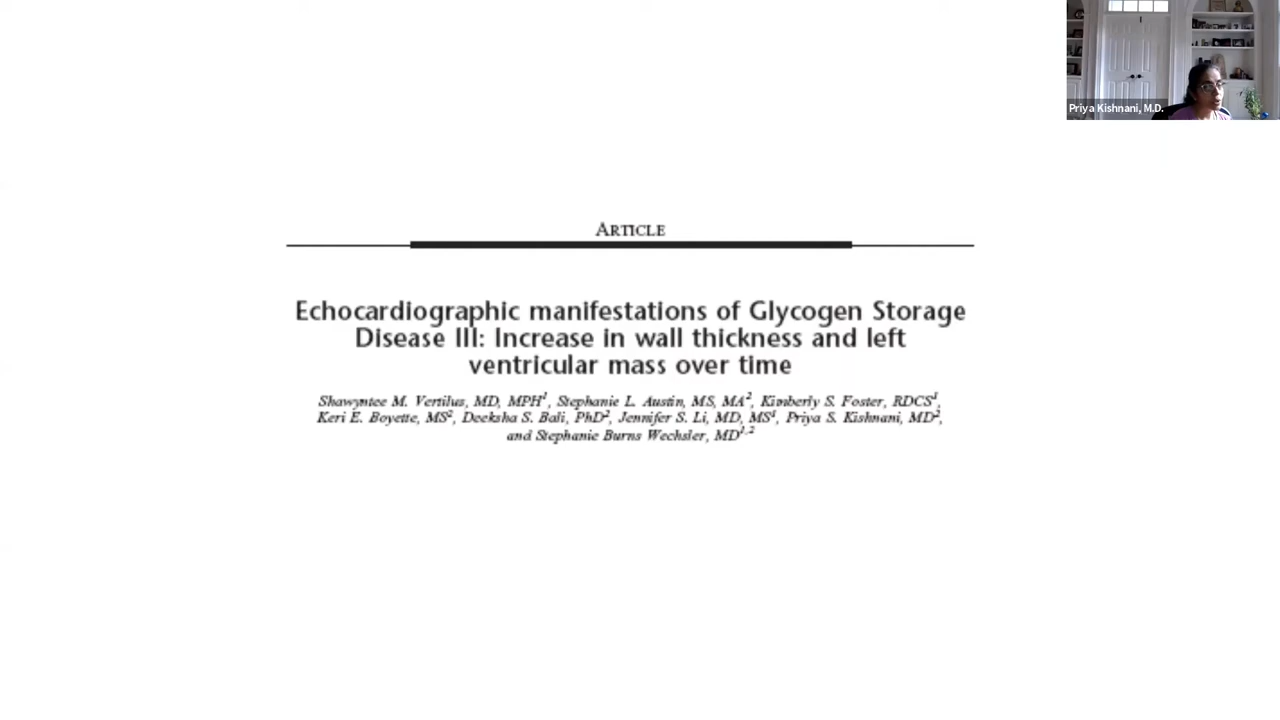 Priya Kishnani, M.D.
ARTICLE
Echocardiographic manifestations of Glycogen Storage
Disease III: Increase in wall thickness and left
ventricular mass over time
Shawyntee M. Vertilus, MD, MPH¹, Stephanie L. Austin, MS, MA², Kimberly S. Foster, RDCS¹,
Keri E. Boyette, MS², Deeksha S. Bali, PhD², Jennifer S. Li, MD, MS¹, Priya S. Kishnani, MD²,
and Stephanie Burns Wechsler, MD¹·²